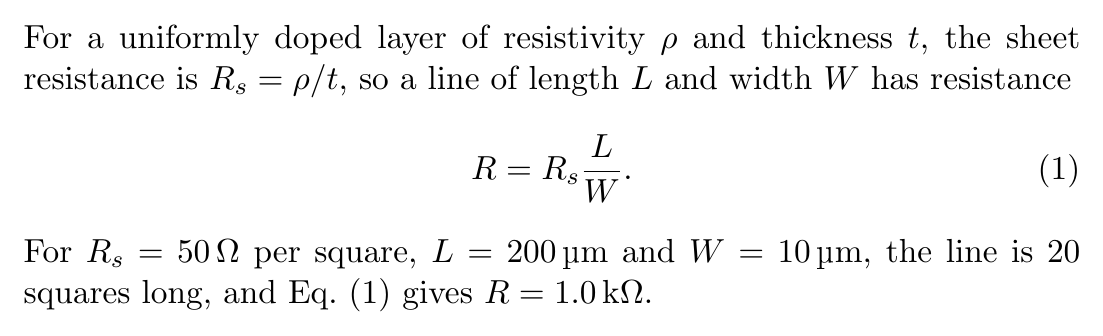 For a uniformly doped layer of resistivity ρ and thickness t, the sheet
resistance is R_s = ρ/t, so a line of length L and width W has resistance
R = R_s \frac{L}{W}. (1)
For R_s = 50 Ω per square, L = 200 µm and W = 10 µm, the line is 20
squares long, and Eq. (1) gives R = 1.0 kΩ.